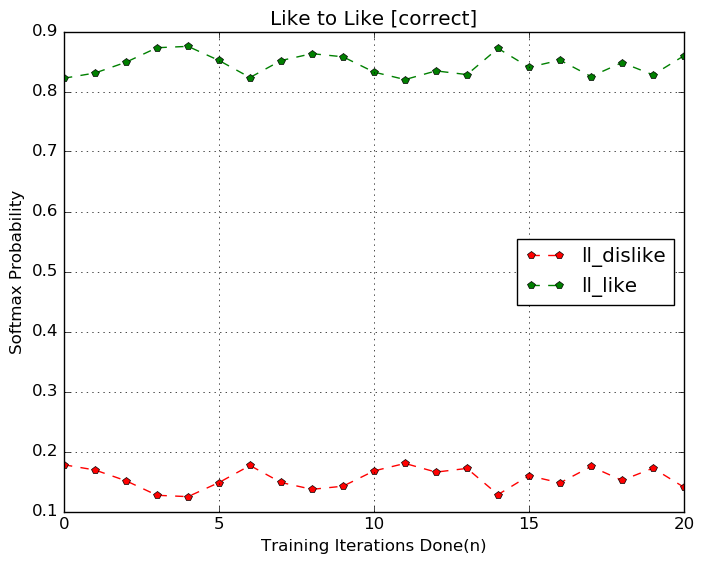 Like to Like [correct]
0.9
0.8
0.7
0.6
0.5
0.4
0.3
0.2
0.1
Softmax Probability
ll_dislike
ll_like
0 5 10 15 20
Training Iterations Done(n)